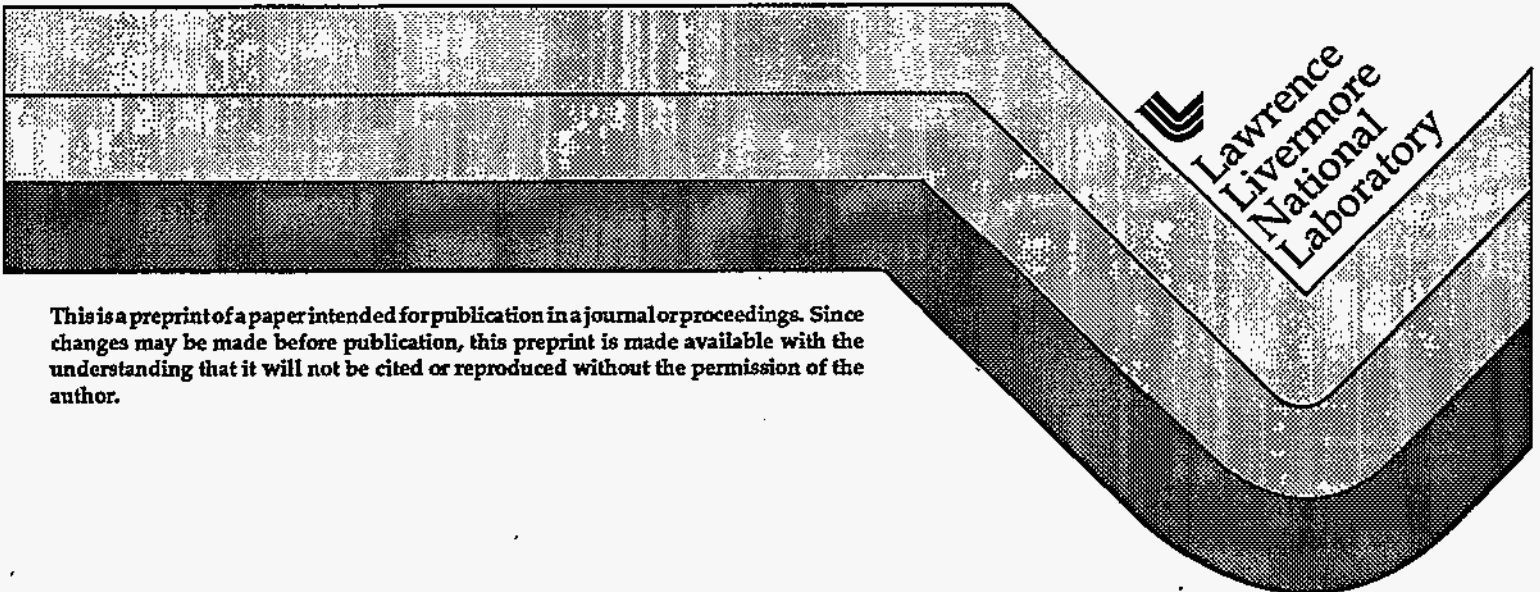 Lawrence
Livermore
National
Laboratory
This is a preprint of a paper intended for publication in a journal or proceedings. Since
changes may be made before publication, this preprint is made available with the
understanding that it will not be cited or reproduced without the permission of the
author.